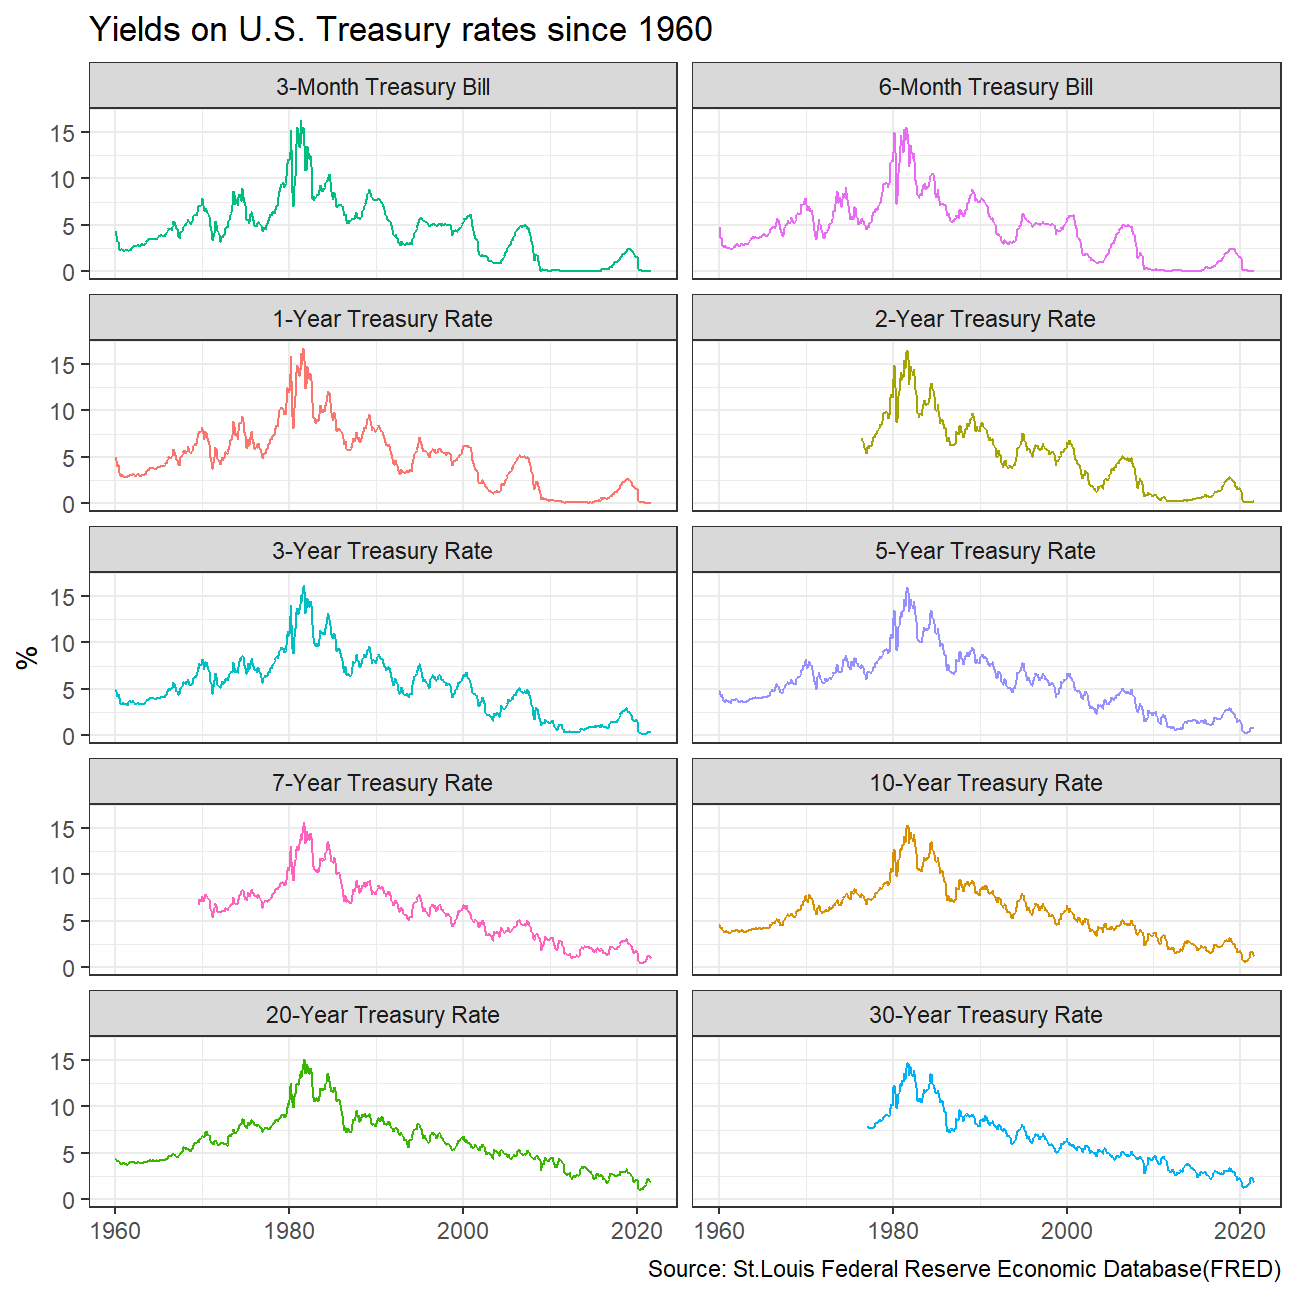 Yields on U.S. Treasury rates since 1960
3-Month Treasury Bill
6-Month Treasury Bill
15
10
5
0
1-Year Treasury Rate
2-Year Treasury Rate
15
10
5
0
3-Year Treasury Rate
5-Year Treasury Rate
15
10
5
0
%
7-Year Treasury Rate
10-Year Treasury Rate
15
10
5
0
20-Year Treasury Rate
30-Year Treasury Rate
15
10
5
0
1960 1980 2000 2020 1960 1980 2000 2020
Source: St.Louis Federal Reserve Economic Database(FRED)